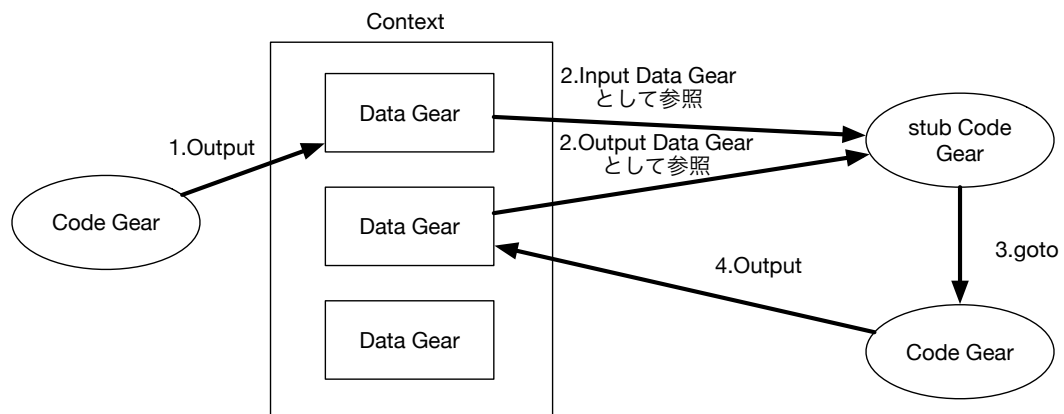 Context
Data Gear
2.Input Data Gear
として参照
stub Code
Gear
1.Output
2.Output Data Gear
として参照
Code Gear
Data Gear
3.goto
4.Output
Data Gear
Code Gear